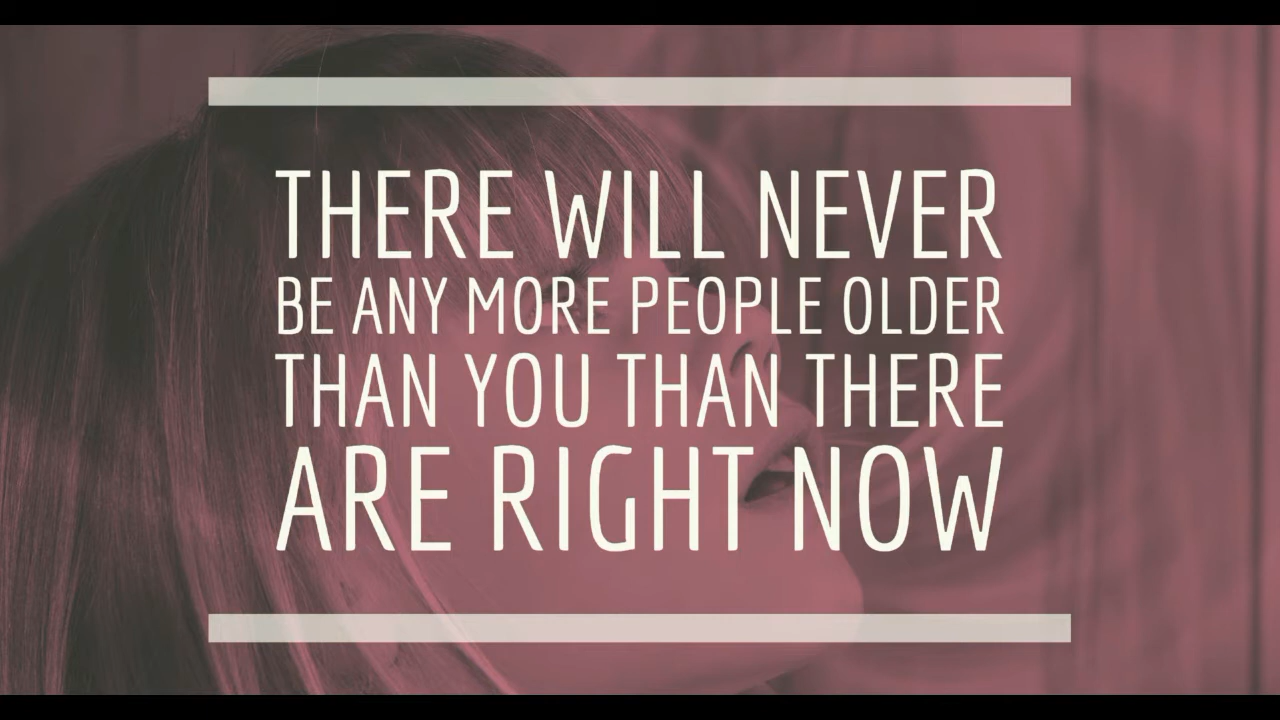 THERE WILL NEVER
BE ANY MORE PEOPLE OLDER
THAN YOU THAN THERE
ARE RIGHT NOW